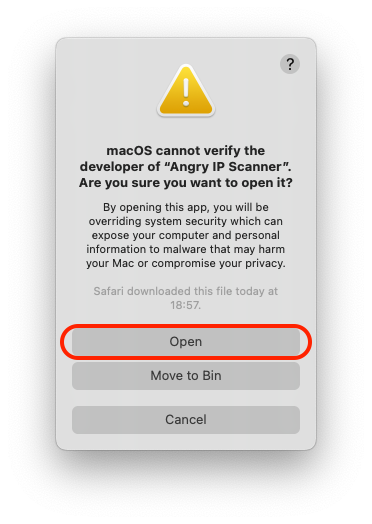 ?
macOS cannot verify the
developer of “Angry IP Scanner”.
Are you sure you want to open it?
By opening this app, you will be
overriding system security which can
expose your computer and personal
information to malware that may harm
your Mac or compromise your privacy.
Safari downloaded this file today at
18:57.
Open
Move to Bin
Cancel